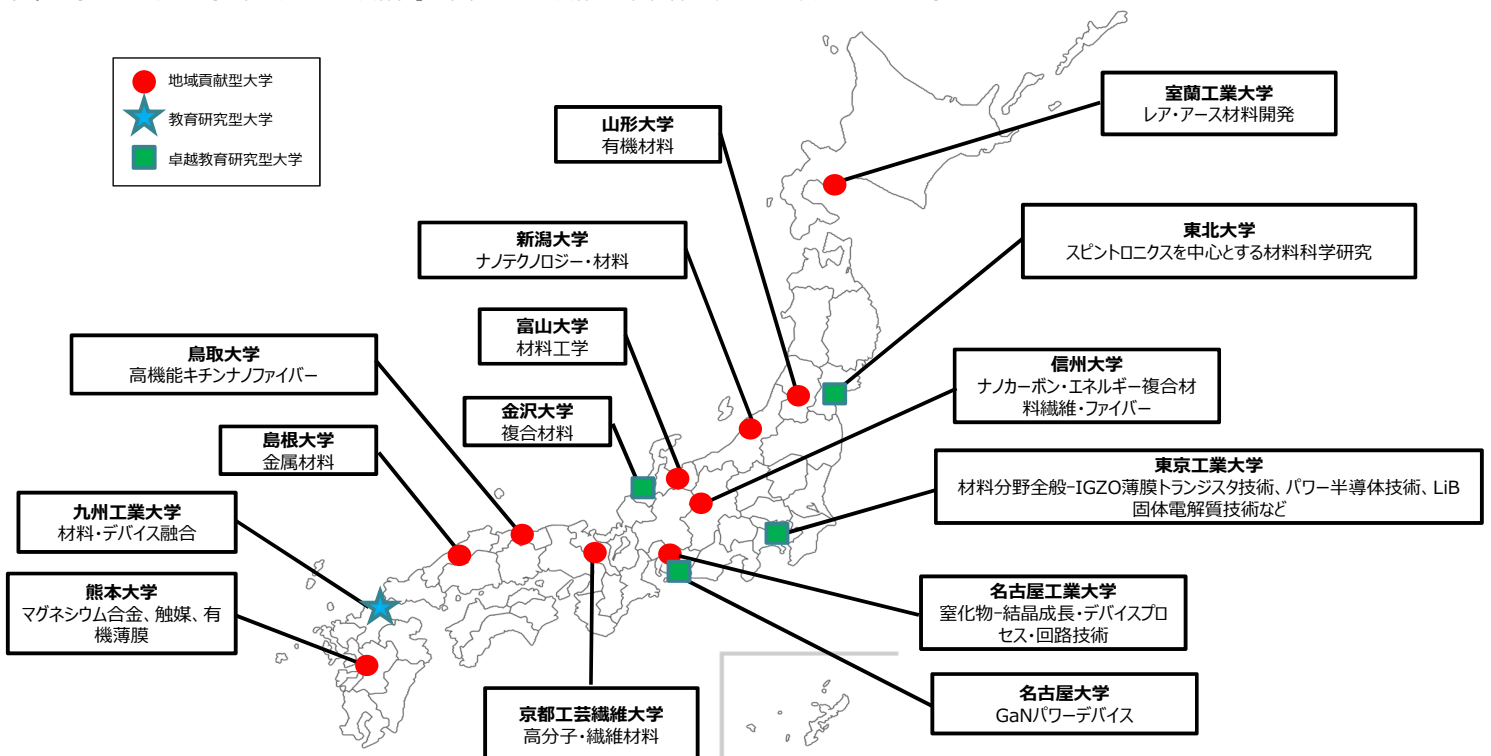 地域貢献型大学
教育研究型大学
卓越教育研究型大学
室蘭工業大学
レア・アース材料開発
山形大学
有機材料
東北大学
スピントロニクスを中心とする材料科学研究
新潟大学
ナノテクノロジー・材料
富山大学
材料工学
鳥取大学
高機能キチンナノファイバー
信州大学
ナノカーボン・エネルギー複合材
料繊維・ファイバー
金沢大学
複合材料
島根大学
金属材料
東京工業大学
材料分野全般−IGZO薄膜トランジスタ技術、パワー半導体技術、LiB
固体電解質技術など
九州工業大学
材料・デバイス融合
熊本大学
マグネシウム合金、触媒、有
機薄膜
名古屋工業大学
窒化物−結晶成長・デバイスプロ
セス・回路技術
名古屋大学
GaNパワーデバイス
京都工芸繊維大学
高分子・繊維材料